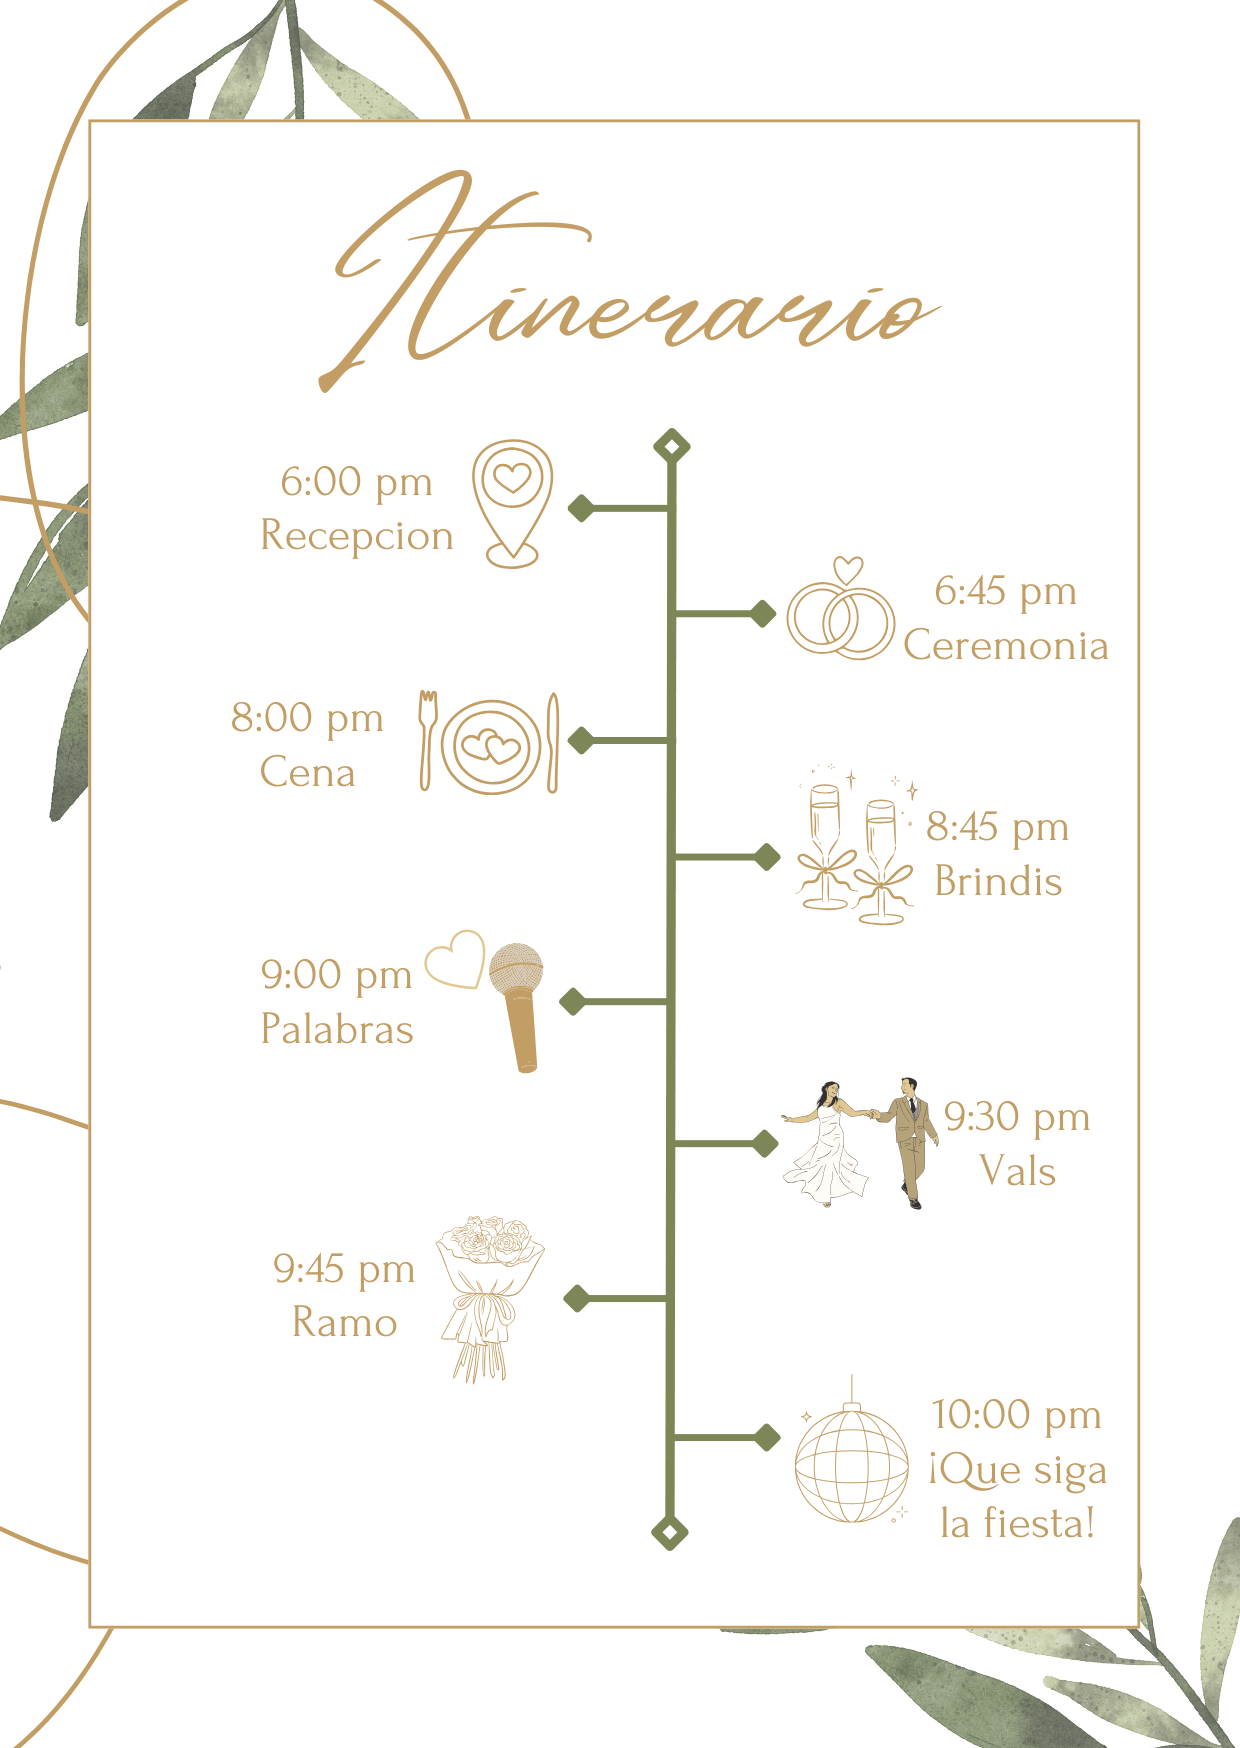 Itinerario
6:00 pm
Recepcion
6:45 pm
Ceremonia
8:00 pm
Cena
8:45 pm
Brindis
9:00 pm
Palabras
9:30 pm
Vals
9:45 pm
Ramo
10:00 pm
¡Que siga
la fiesta!